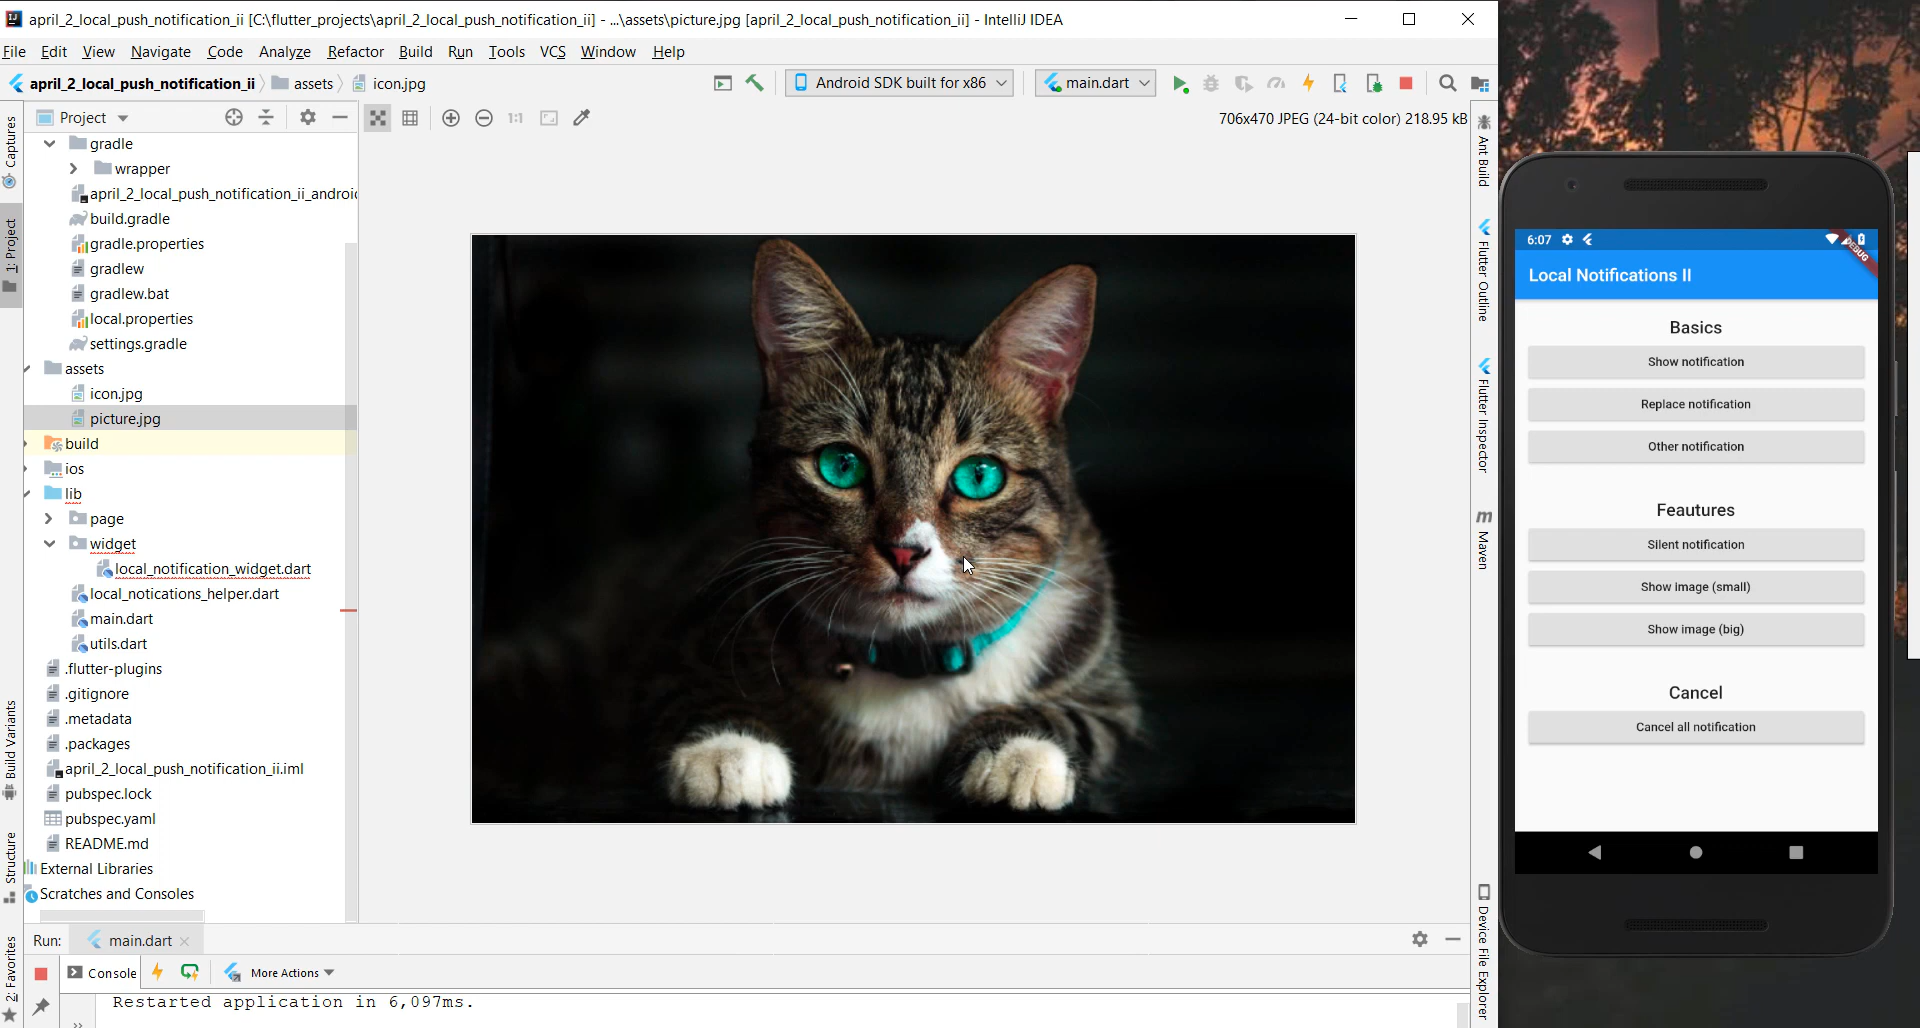 april_2_local_push_notification_ii [C:\flutter_projects\april_2_local_push_notification_ii] - ...\assets\picture.jpg [april_2_local_push_notification_ii] - IntelliJ IDEA
File Edit View Navigate Code Analyze Refactor Build Run Tools VCS Window Help
april_2_local_push_notification_ii assets icon.jpg
Android SDK built for x86
main.dart
Project
1:1
706x470 JPEG (24-bit color) 218.95 kB
Captures
1: Project
Build Variants
Structure
2: Favorites
gradle
wrapper
april_2_local_push_notification_ii_android
build.gradle
gradle.properties
gradlew
gradlew.bat
local.properties
settings.gradle
assets
icon.jpg
picture.jpg
build
ios
lib
page
widget
local_notification_widget.dart
local_notications_helper.dart
main.dart
utils.dart
.flutter-plugins
.gitignore
.metadata
.packages
april_2_local_push_notification_ii.iml
pubspec.lock
pubspec.yaml
README.md
External Libraries
Scratches and Consoles
Ant Build
Flutter Outline
Flutter Inspector
m Maven
Device File Explorer
Run: main.dart
Console
More Actions
Restarted application in 6,097ms.
6:07
DEBUG
Local Notifications II
Basics
Show notification
Replace notification
Other notification
Feautures
Silent notification
Show image (small)
Show image (big)
Cancel
Cancel all notification